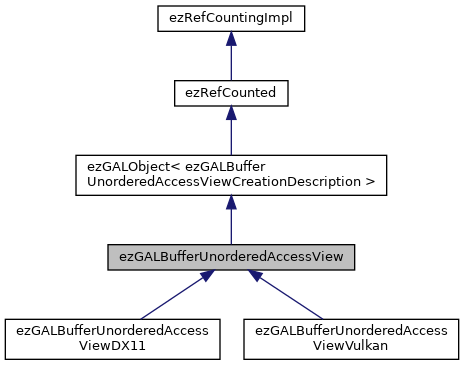 ezRefCountingImpl
ezRefCounted
ezGALObject< ezGALBuffer
UnorderedAccessViewCreationDescription >
ezGALBufferUnorderedAccessView
ezGALBufferUnorderedAccess
ViewDX11
ezGALBufferUnorderedAccess
ViewVulkan